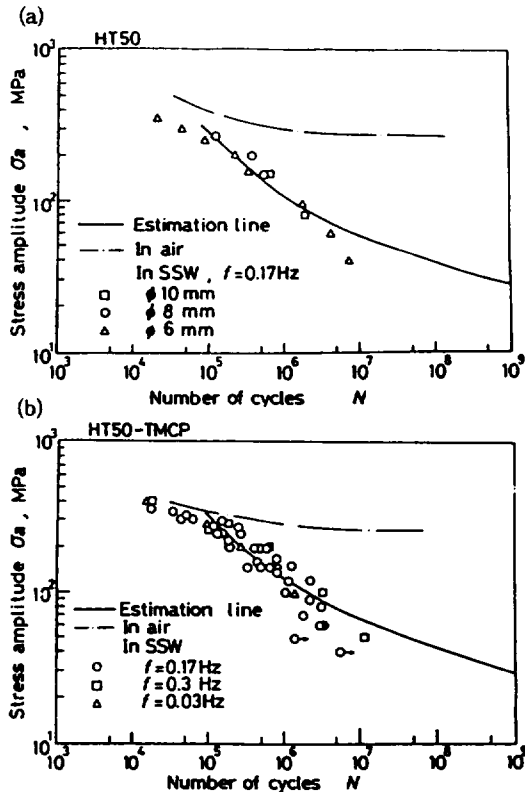 (a)
HT50
10³
10²
10¹
Stress amplitude σa , MPa
Estimation line
In air
In SSW , f=0.17Hz
ϕ 10 mm
ϕ 8 mm
ϕ 6 mm
10³ 10⁴ 10⁵ 10⁶ 10⁷ 10⁸ 10⁹
Number of cycles N
(b)
HT50-TMCP
10³
10²
10¹
Stress amplitude σa , MPa
Estimation line
In air
In SSW
f=0.17Hz
f=0.3 Hz
f=0.03Hz
10³ 10⁴ 10⁵ 10⁶ 10⁷ 10⁸ 10⁹
Number of cycles N